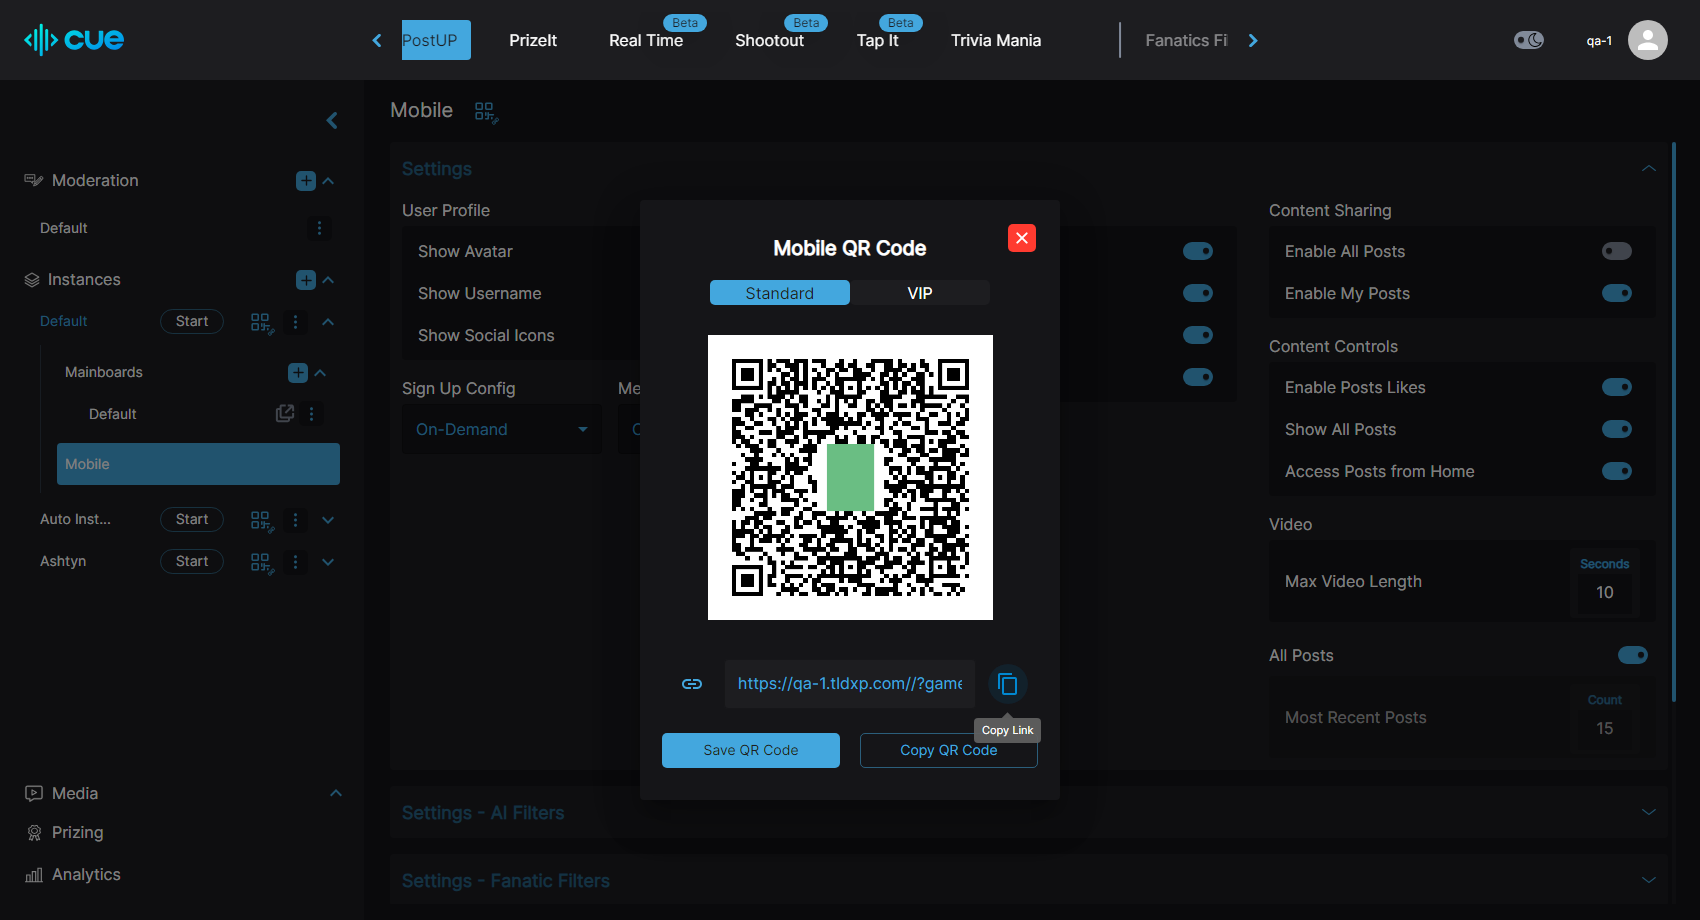 cue
PostUP
PrizeIt
Real Time
Beta
Shootout
Beta
Tap It
Beta
Trivia Mania
Fanatics Fi
qa-1
Moderation
Default
Instances
Default
Start
Mainboards
Default
Mobile
Auto Inst...
Start
Ashtyn
Start
Media
Prizing
Analytics
Mobile
Settings
User Profile
Show Avatar
Show Username
Show Social Icons
Sign Up Config
On-Demand
Me
Mobile QR Code
Standard
VIP
https://qa-1.tldxp.com//?game
Copy Link
Save QR Code
Copy QR Code
Content Sharing
Enable All Posts
Enable My Posts
Content Controls
Enable Posts Likes
Show All Posts
Access Posts from Home
Video
Max Video Length
Seconds
10
All Posts
Most Recent Posts
Count
15
Settings - AI Filters
Settings - Fanatic Filters